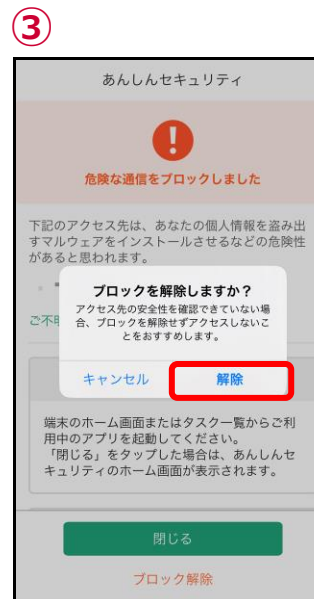 ③
あんしんセキュリティ
危険な通信をブロックしました
下記のアクセス先は、あなたの個人情報を盗み出
すマルウェアをインストールさせるなどの危険性
があると思われます。
ブロックを解除しますか？
アクセス先の安全性を確認できていない場
合、ブロックを解除せずアクセスしないこ
とをおすすめします。
ご不明
キャンセル
解除
端末のホーム画面またはタスク一覧からご利
用中のアプリを起動してください。
「閉じる」をタップした場合は、あんしんセ
キュリティのホーム画面が表示されます。
閉じる
ブロック解除